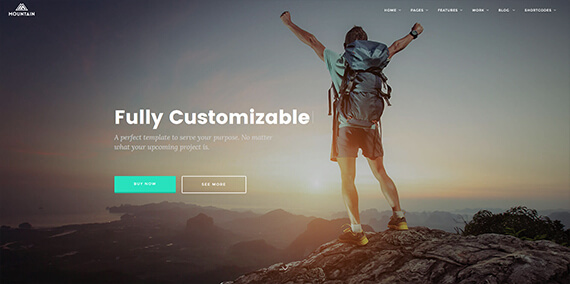 MOUNTAIN
HOME
PAGES
FEATURES
WORK
BLOG
SHORTCODES
Fully Customizable
A perfect template to serve your purpose. No matter
what your upcoming project is.
BUY NOW
SEE MORE